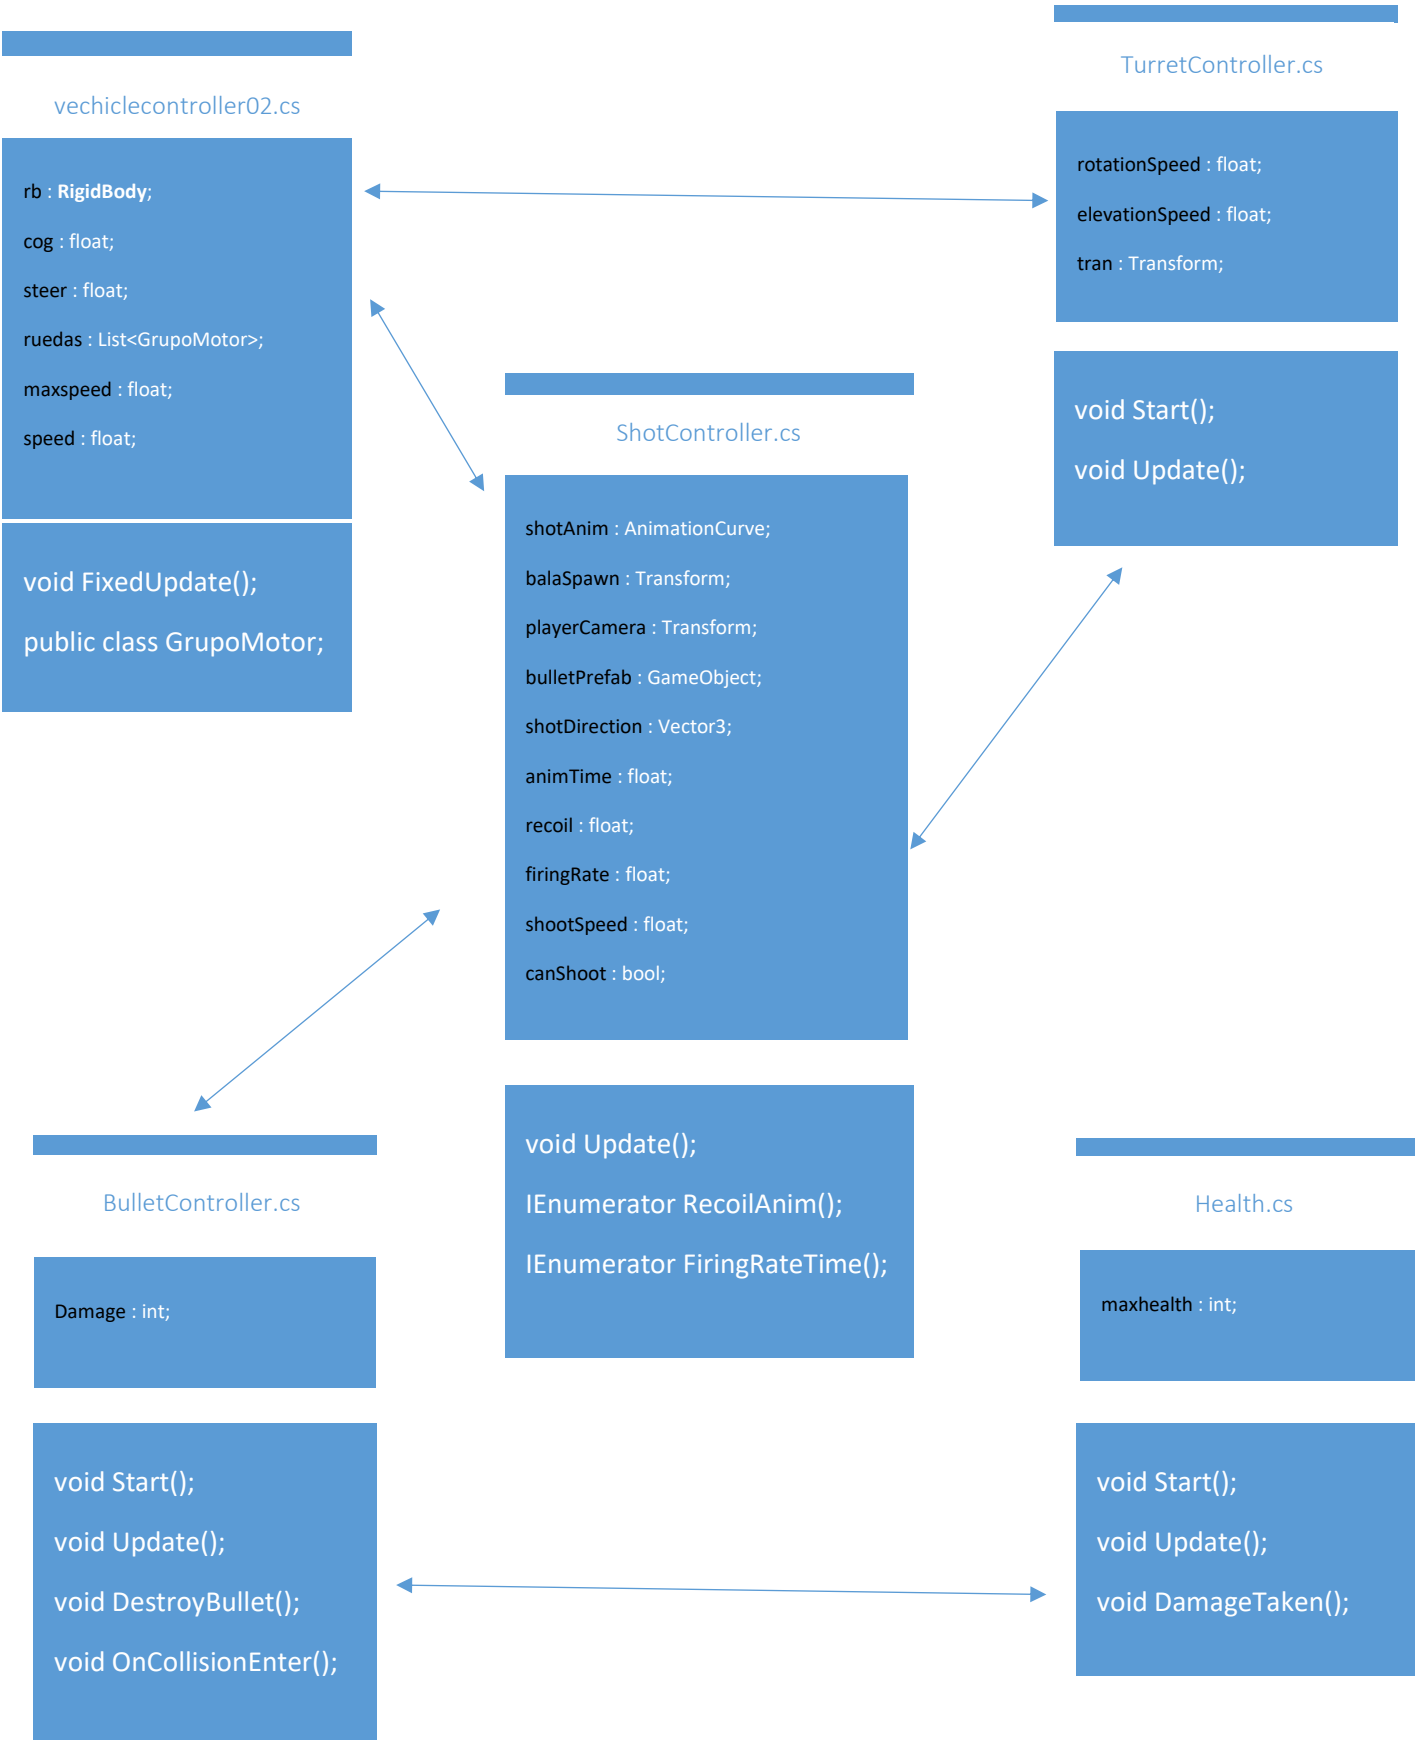 vechiclecontroller02.cs
rb : RigidBody;
cog : float;
steer : float;
ruedas : List<GrupoMotor>;
maxspeed : float;
speed : float;
void FixedUpdate();
public class GrupoMotor;
TurretController.cs
rotationSpeed : float;
elevationSpeed : float;
tran : Transform;
void Start();
void Update();
ShotController.cs
shotAnim : AnimationCurve;
balaSpawn : Transform;
playerCamera : Transform;
bulletPrefab : GameObject;
shotDirection : Vector3;
animTime : float;
recoil : float;
firingRate : float;
shootSpeed : float;
canShoot : bool;
void Update();
IEnumerator RecoilAnim();
IEnumerator FiringRateTime();
BulletController.cs
Damage : int;
void Start();
void Update();
void DestroyBullet();
void OnCollisionEnter();
Health.cs
maxhealth : int;
void Start();
void Update();
void DamageTaken();